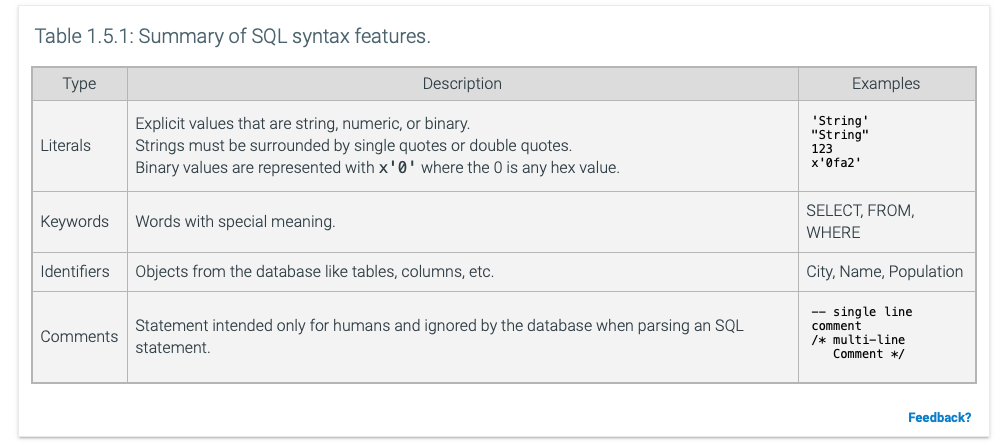 Table 1.5.1: Summary of SQL syntax features.
Type Description Examples
Literals
Explicit values that are string, numeric, or binary.
Strings must be surrounded by single quotes or double quotes.
Binary values are represented with x'0' where the 0 is any hex value.
'String'
"String"
123
x'0fa2'
Keywords
Words with special meaning.
SELECT, FROM,
WHERE
Identifiers
Objects from the database like tables, columns, etc.
City, Name, Population
Comments
Statement intended only for humans and ignored by the database when parsing an SQL
statement.
-- single line
comment
/* multi-line
Comment */
Feedback?